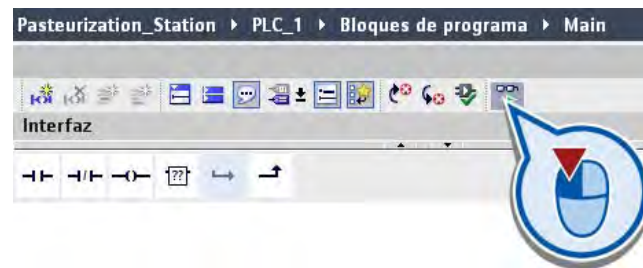 Pasteurization_Station ▸ PLC_1 ▸ Bloques de programa ▸ Main
Interfaz
??